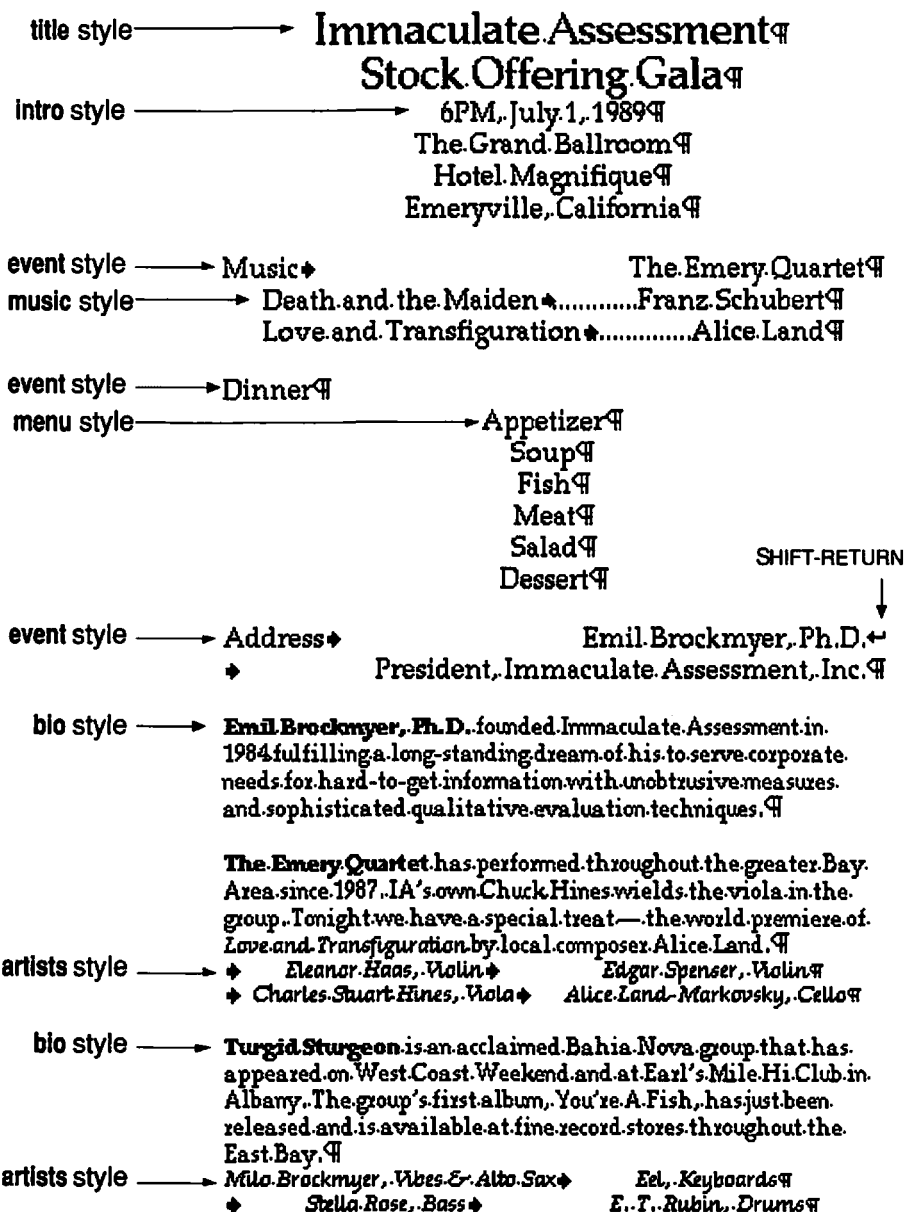 title style Immaculate Assessment¶
Stock Offering Gala¶
intro style 6PM, July 1, 1989¶
The Grand Ballroom¶
Hotel Magnifique¶
Emeryville, California¶
event style Music The Emery Quartet¶
music style Death and the Maiden ............Franz Schubert¶
Love and Transfiguration ..............Alice Land¶
event style Dinner¶
menu style Appetizer¶
Soup¶
Fish¶
Meat¶
Salad¶
Dessert¶
SHIFT-RETURN
event style Address Emil Brockmyer, Ph.D.↵
President, Immaculate Assessment, Inc.¶
bio style Emil Brockmyer, Ph.D. founded Immaculate Assessment in
1984 fulfilling a long-standing dream of his to serve corporate
needs for hard-to-get information with unobtrusive measures
and sophisticated qualitative evaluation techniques.¶
The Emery Quartet has performed throughout the greater Bay
Area since 1987. IA's own Chuck Hines wields the viola in the
group. Tonight we have a special treat— the world premiere of
Love and Transfiguration by local composer Alice Land.¶
artists style Eleanor Haas, Violin Edgar Spenser, Violin¶
Charles Stuart Hines, Viola Alice Land-Markovsky, Cello¶
bio style Turgid Sturgeon is an acclaimed Bahia Nova group that has
appeared on West Coast Weekend and at Earl's Mile Hi Club in
Albany. The group's first album, You're A Fish, has just been
released and is available at fine record stores throughout the
East Bay.¶
artists style Milo Brockmyer, Vibes & Alto Sax Eel, Keyboards¶
Stella Rose, Bass E. T. Rubin, Drums¶